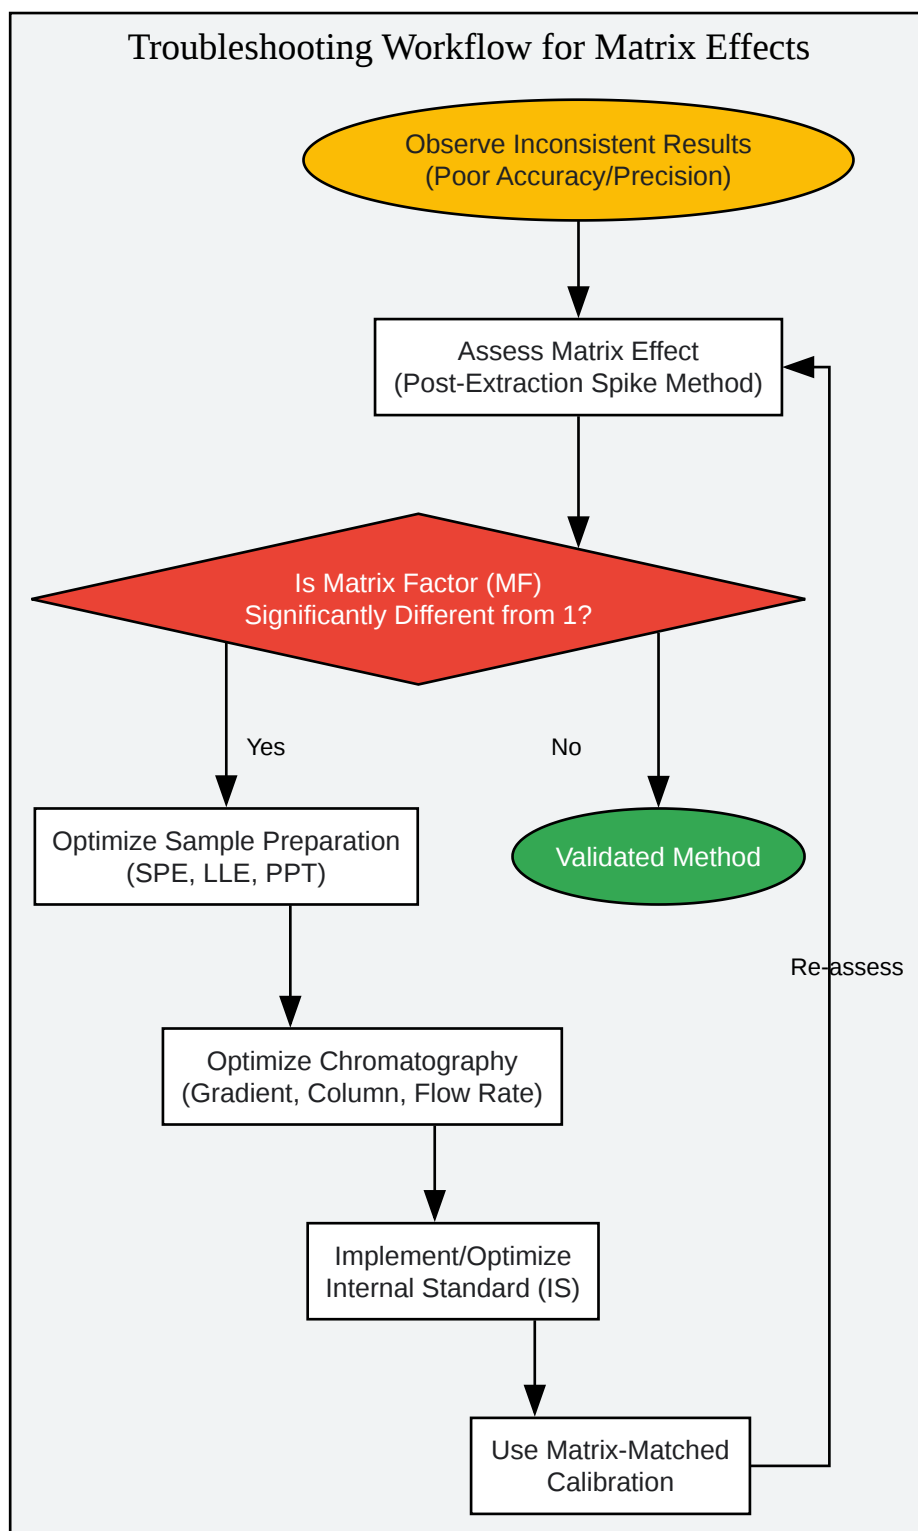 Troubleshooting Workflow for Matrix Effects
Observe Inconsistent Results
(Poor Accuracy/Precision)
Assess Matrix Effect
(Post-Extraction Spike Method)
Is Matrix Factor (MF)
Significantly Different from 1?
Yes
No
Optimize Sample Preparation
(SPE, LLE, PPT)
Validated Method
Re-assess
Optimize Chromatography
(Gradient, Column, Flow Rate)
Implement/Optimize
Internal Standard (IS)
Use Matrix-Matched
Calibration